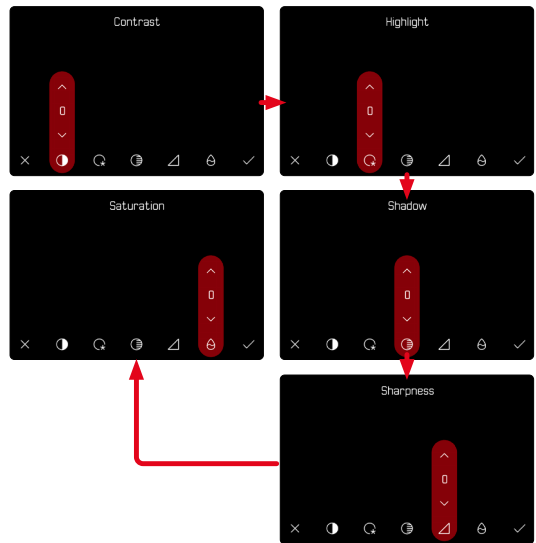 Contrast
0
Highlight
0
Saturation
0
Shadow
0
Sharpness
0